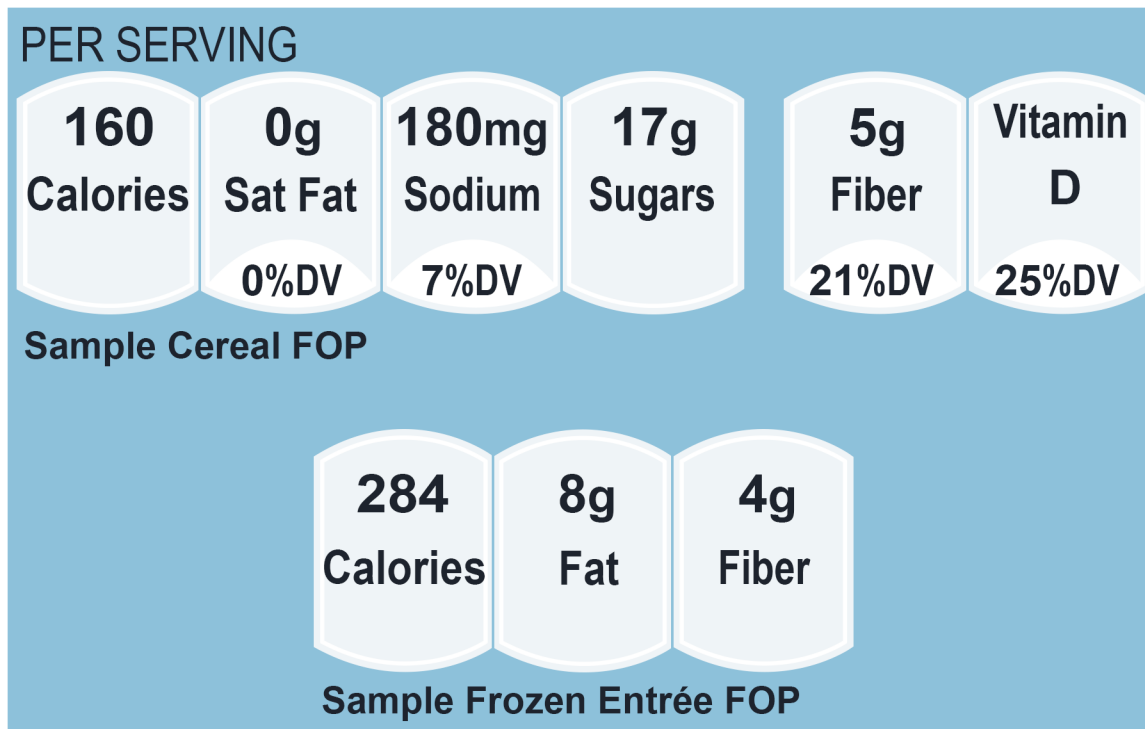 PER SERVING
160
Calories
0g
Sat Fat
0%DV
180mg
Sodium
7%DV
17g
Sugars
5g
Fiber
21%DV
Vitamin
D
25%DV
Sample Cereal FOP
284
Calories
8g
Fat
4g
Fiber
Sample Frozen Entrée FOP